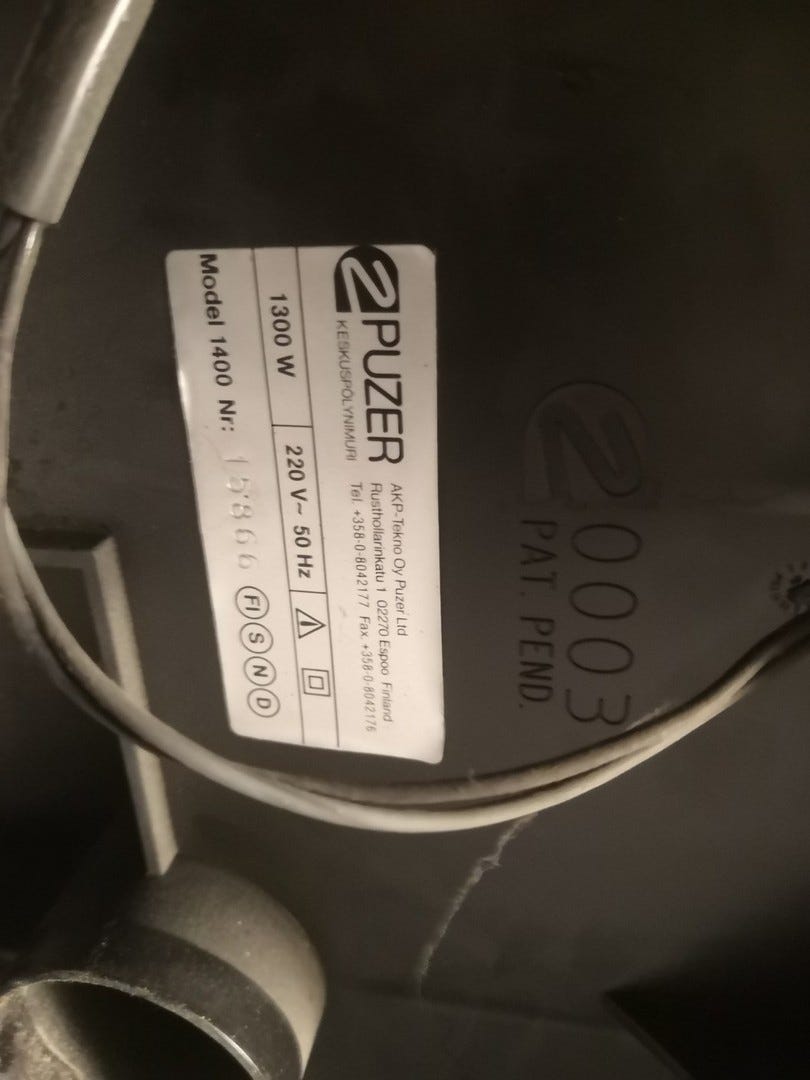 PUZER
KESKUSPÖLYNIMURI
AKP-Tekno Oy Puzer Ltd
Rusthollarinkatu 1 02270 Espoo Finland
Tel. +358-0-8042177 Fax. +358-0-8042176
1300 W
220 V~ 50 Hz
Model 1400 Nr: 15866
FI S N D
0003
PAT. PEND.